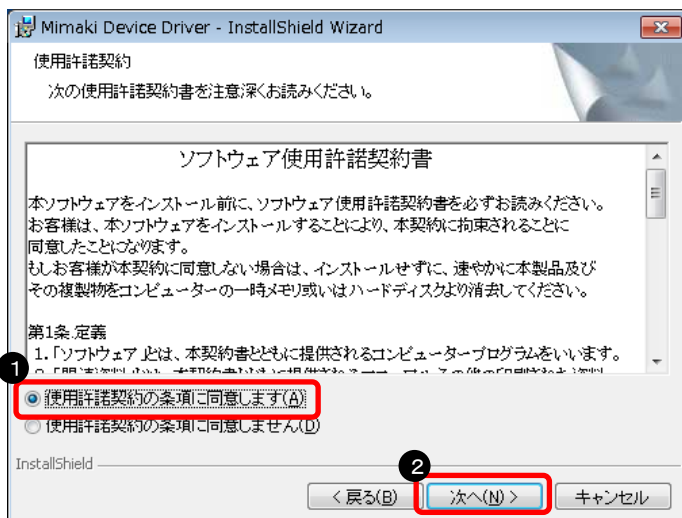 Mimaki Device Driver - InstallShield Wizard
使用許諾契約
次の使用許諾契約書を注意深くお読みください。
ソフトウェア使用許諾契約書
本ソフトウェアをインストール前に、ソフトウェア使用許諾契約書を必ずお読みください。
お客様は、本ソフトウェアをインストールすることにより、本契約に拘束されることに
同意したことになります。
もしお客様が本契約に同意しない場合は、インストールせずに、速やかに本製品及び
その複製物をコンピューターの一時メモリ或いはハードディスクより消去してください。
第1条.定義
1.「ソフトウェア」とは、本契約書とともに提供されるコンピュータープログラムをいいます。
1
使用許諾契約の条項に同意します(A)
使用許諾契約の条項に同意しません(D)
InstallShield
2
< 戻る(B)
次へ(N) >
キャンセル